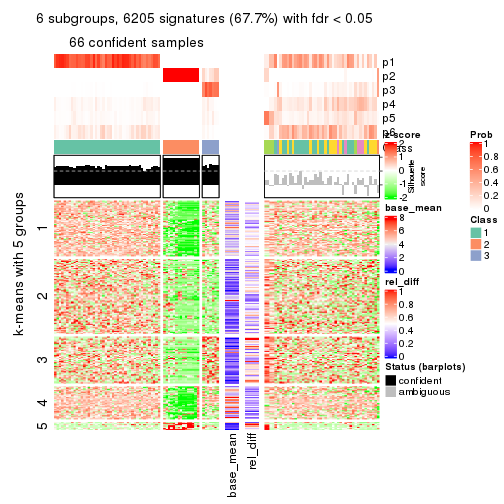 6 subgroups, 6205 signatures (67.7%) with fdr < 0.05
66 confident samples
p1
p2
p3
p4
p5
p6
Class
z_score
2
1
0
-1
-2
Silhouette
score
Prob
1
0.8
0.6
0.4
0.2
0
Class
1
2
3
base_mean
8
6
4
2
0
rel_diff
1
0.8
0.6
0.4
0.2
0
Status (barplots)
confident
ambiguous
k-means with 5 groups
1
2
3
4
5
base_mean
rel_diff